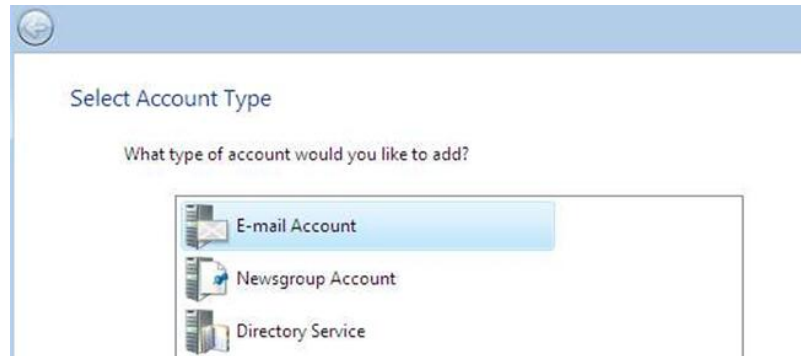 Select Account Type
What type of account would you like to add?
E-mail Account
Newsgroup Account
Directory Service